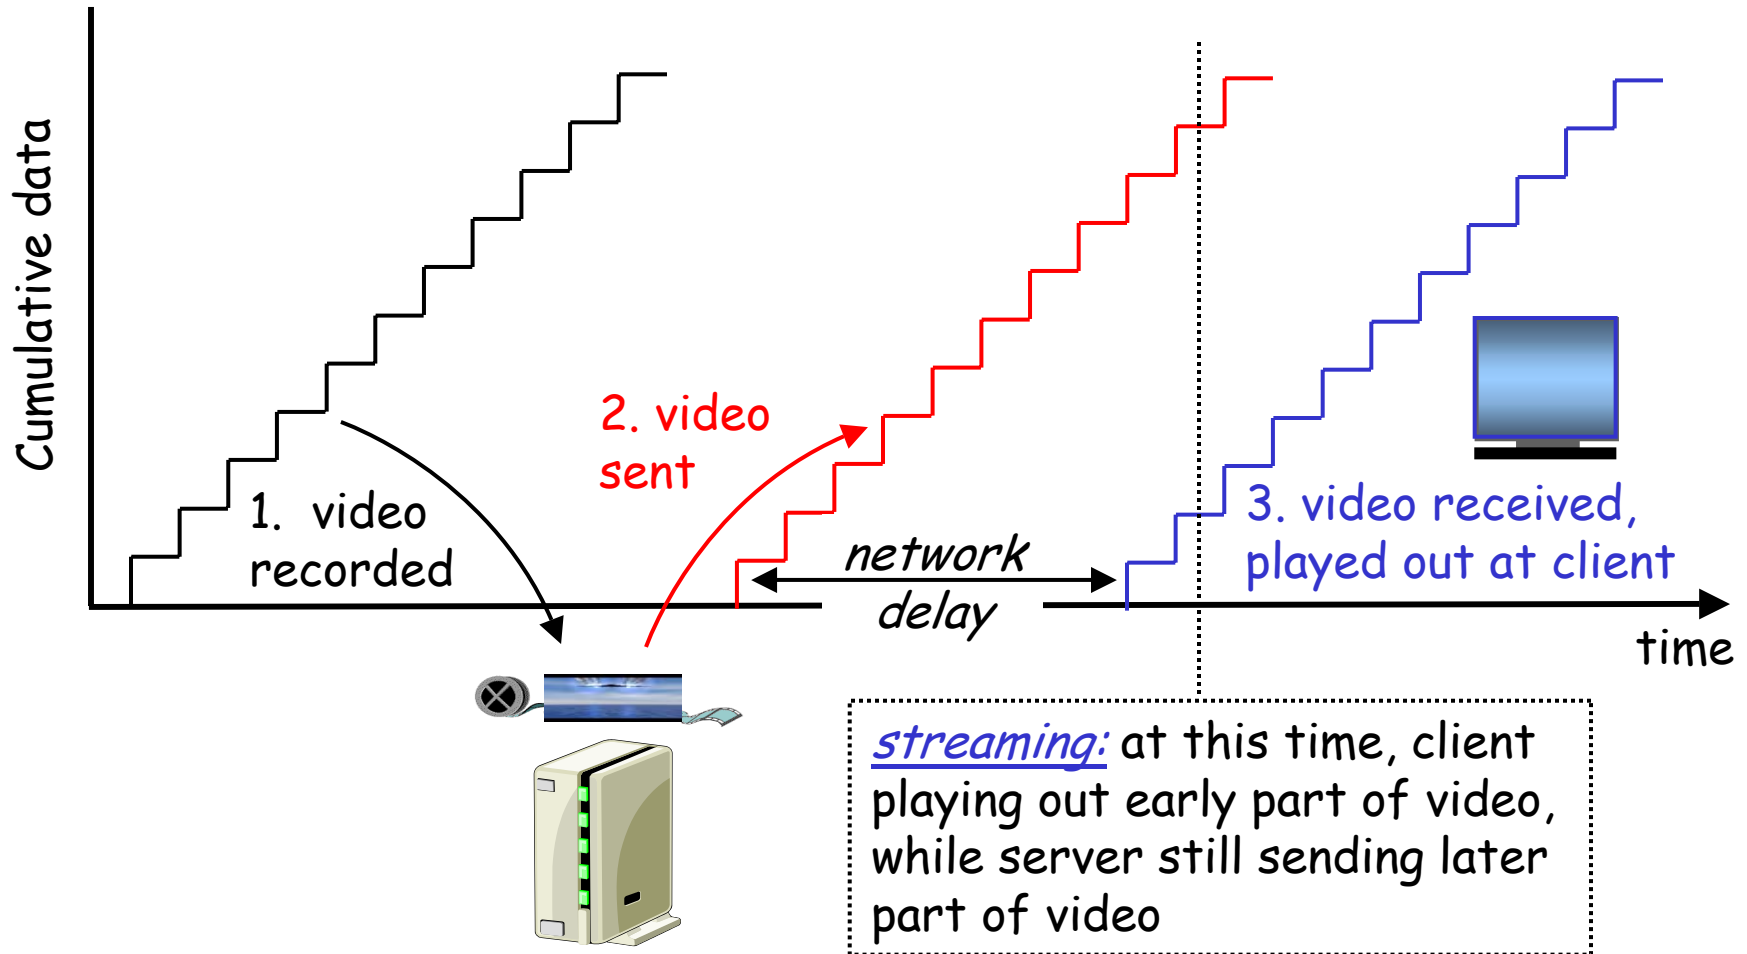 Cumulative data
1. video
recorded
2. video
sent
network
delay
3. video received,
played out at client
time
streaming: at this time, client
playing out early part of video,
while server still sending later
part of video